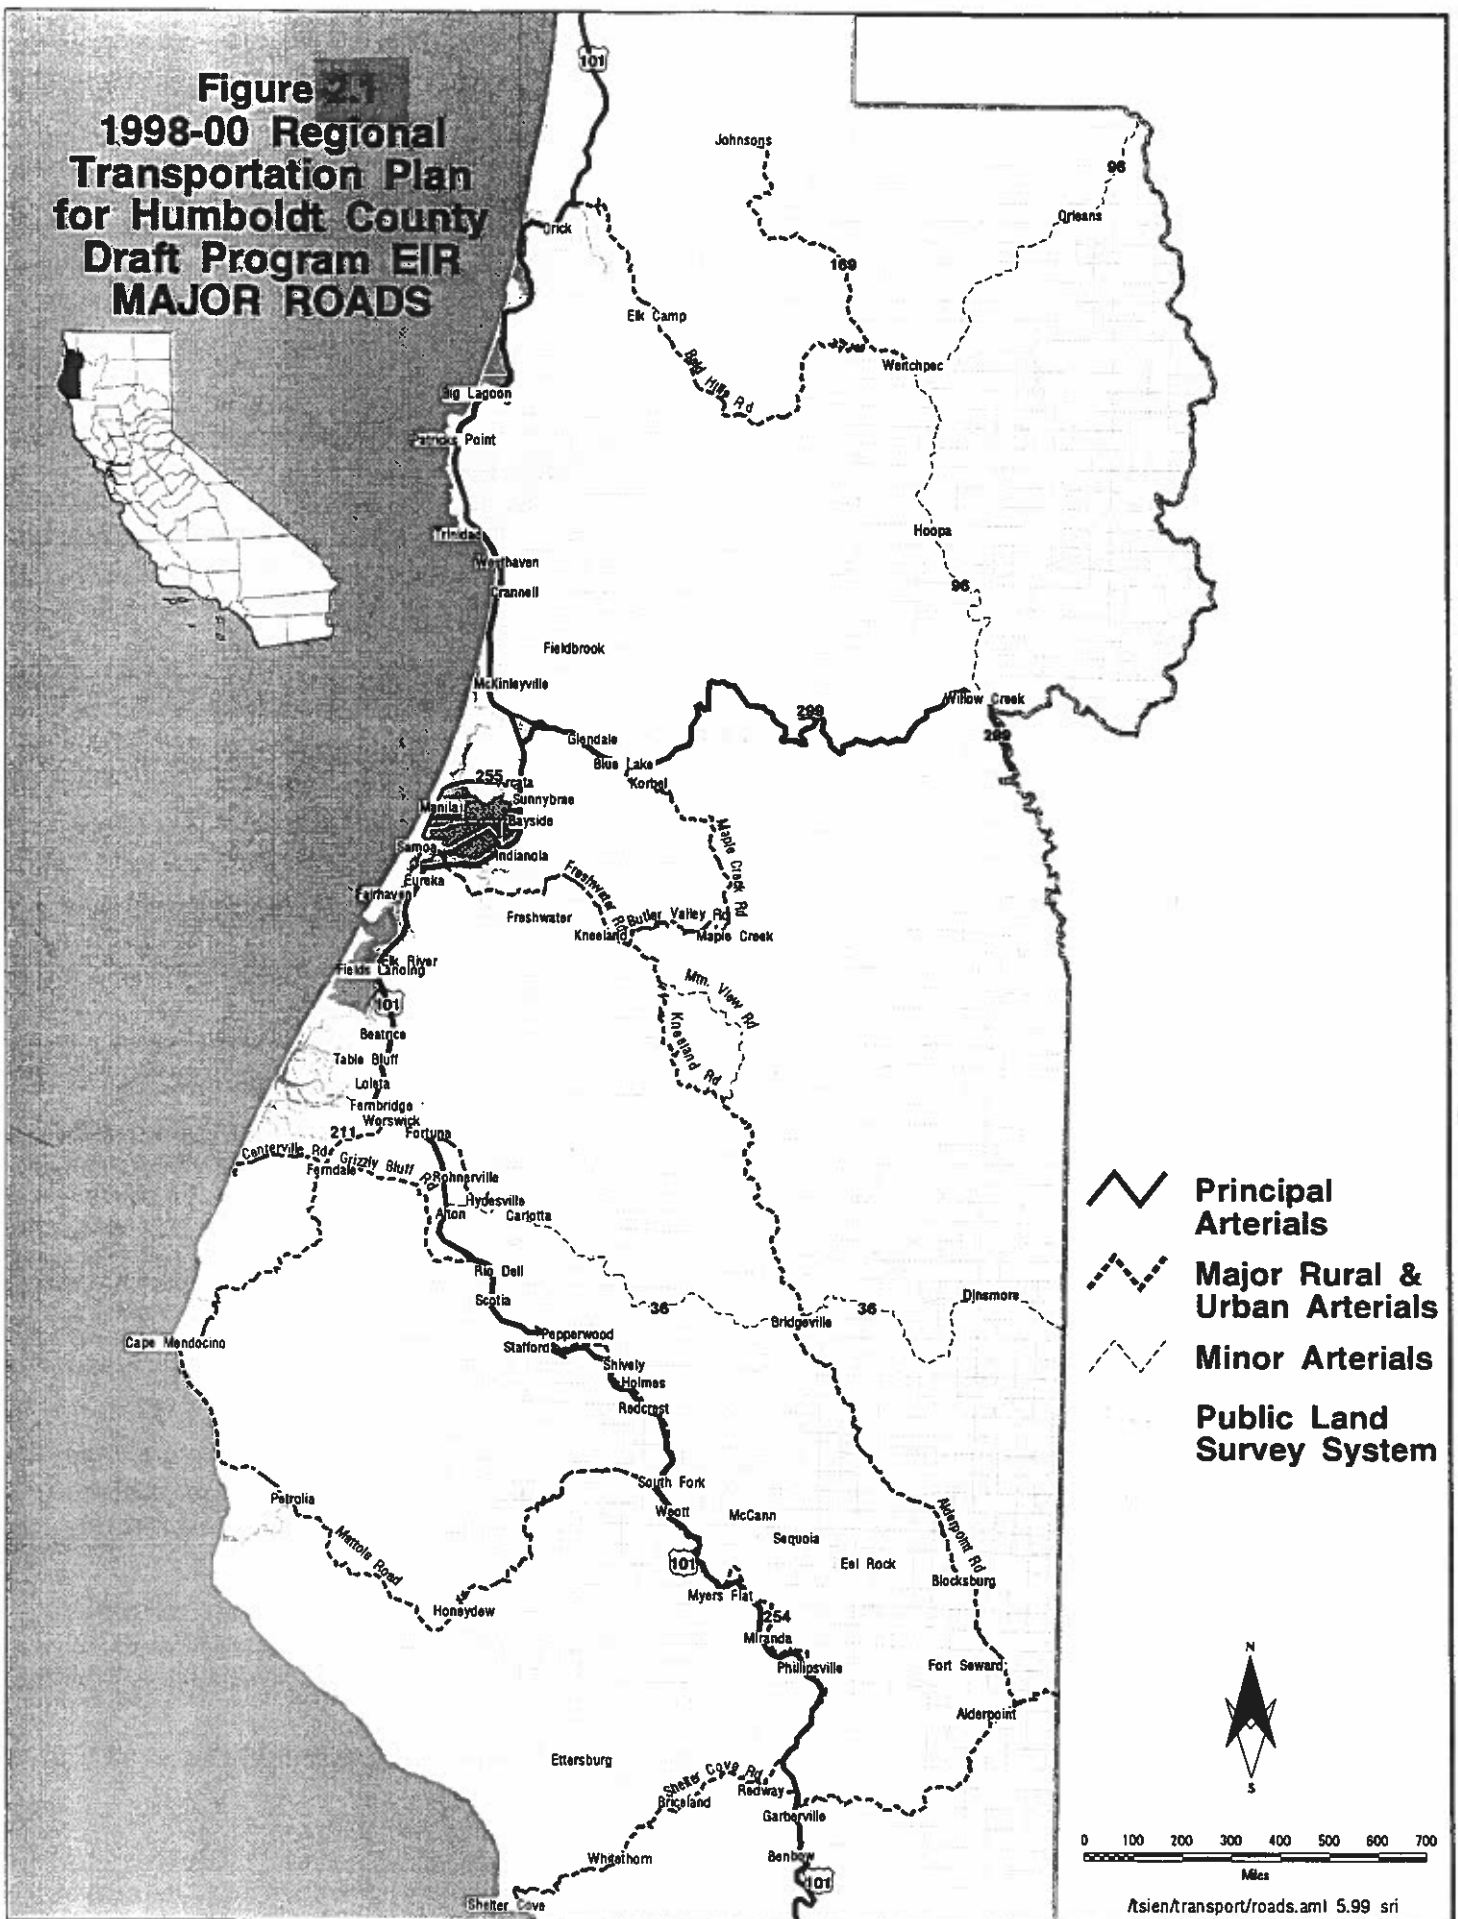 Figure 2.1
1998-00 Regional
Transportation Plan
for Humboldt County
Draft Program EIR
MAJOR ROADS
101
Johnsons
96
Orleans
Orick
169
Elk Camp
Bald Hills Rd
Weitchpec
Big Lagoon
Patricks Point
Hoopa
Trinidad
Westhaven
96
Crannell
Fieldbrook
McKinleyville
Willow Creek
299
299
Glendale
Blue Lake
Korbel
255
Arcata
Sunnybrae
Manila
Bayside
Maple Creek Rd
Samoa
Indianola
Eureka
Freshwater Rd
Fairhaven
Freshwater
Butler Valley Rd
Kneeland
Maple Creek
Elk River
Fields Landing
Mtn. View Rd
101
Kneeland Rd
Beatrice
Table Bluff
Loleta
Fernbridge
Worswick
211
Fortuna
Centerville Rd
Grizzly Bluff Rd
Ferndale
Rohnerville
Hydesville
Alton
Carlotta
Rio Dell
Scotia
36
36
Dinsmore
Bridgeville
Cape Mendocino
Pepperwood
Stafford
Shively
Holmes
Redcrest
South Fork
Petrolia
Weott
McCann
Alderpoint Rd
Sequoia
Mattole Road
101
Eel Rock
Blocksburg
Myers Flat
Honeydew
254
Miranda
Phillipsville
Fort Seward
Alderpoint
Ettersburg
Shelter Cove Rd
Redway
Briceland
Garberville
Whitethorn
Benbow
101
Shelter Cove
Principal
Arterials
Major Rural &
Urban Arterials
Minor Arterials
Public Land
Survey System
N
S
0 100 200 300 400 500 600 700
Miles
/tsien/transport/roads.aml 5.99 sri